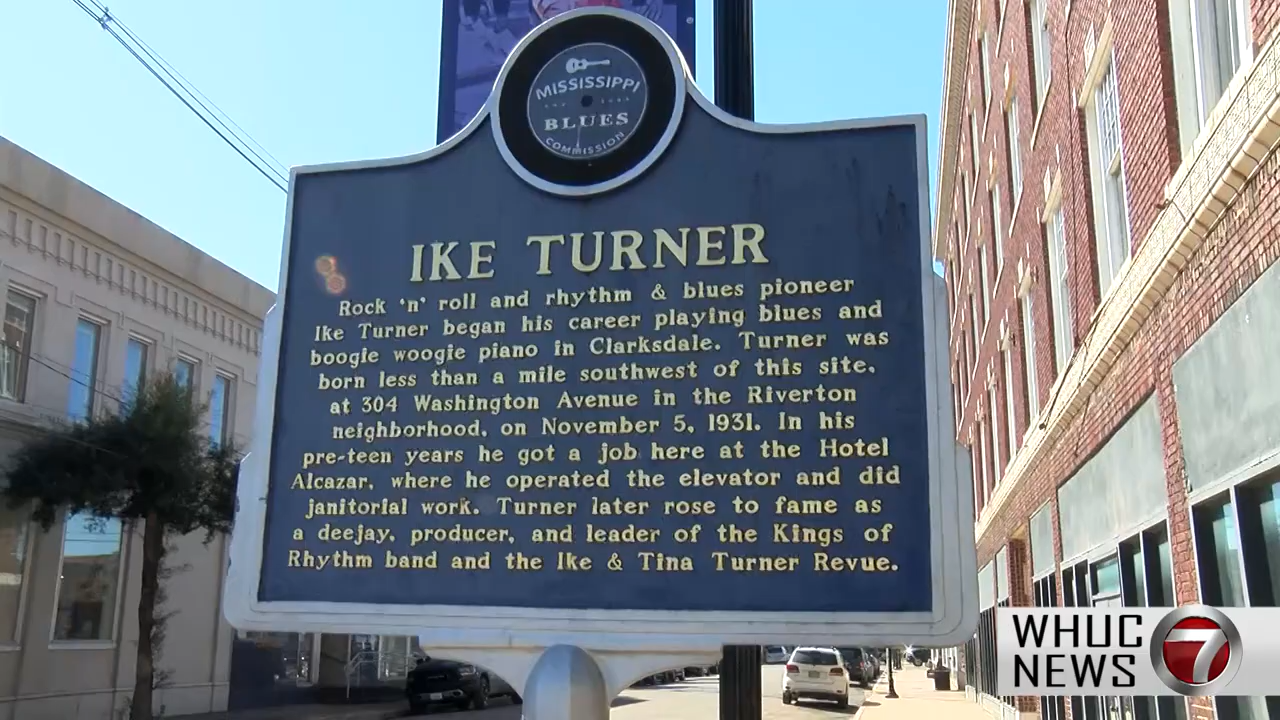 MISSISSIPPI
BLUES
COMMISSION
IKE TURNER
Rock 'n' roll and rhythm & blues pioneer
Ike Turner began his career playing blues and
boogie woogie piano in Clarksdale. Turner was
born less than a mile southwest of this site,
at 304 Washington Avenue in the Riverton
neighborhood, on November 5, 1931. In his
pre-teen years he got a job here at the Hotel
Alcazar, where he operated the elevator and did
janitorial work. Turner later rose to fame as
a deejay, producer, and leader of the Kings of
Rhythm band and the Ike & Tina Turner Revue.
WHUC
NEWS
7